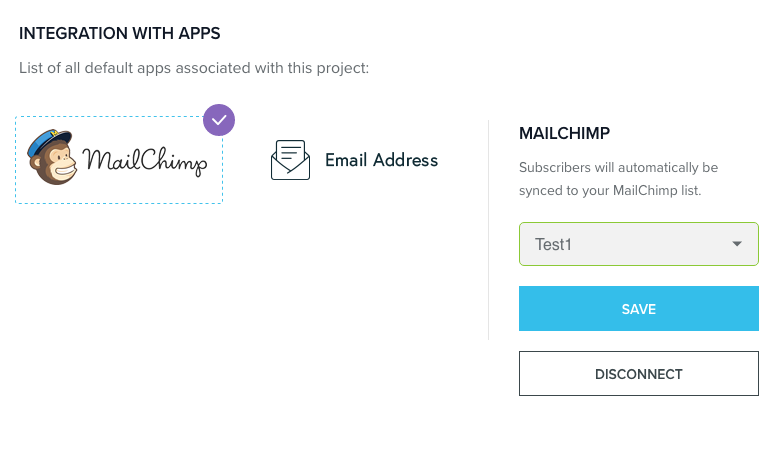 INTEGRATION WITH APPS
List of all default apps associated with this project:
MailChimp
Email Address
MAILCHIMP
Subscribers will automatically be
synced to your MailChimp list.
Test1
SAVE
DISCONNECT